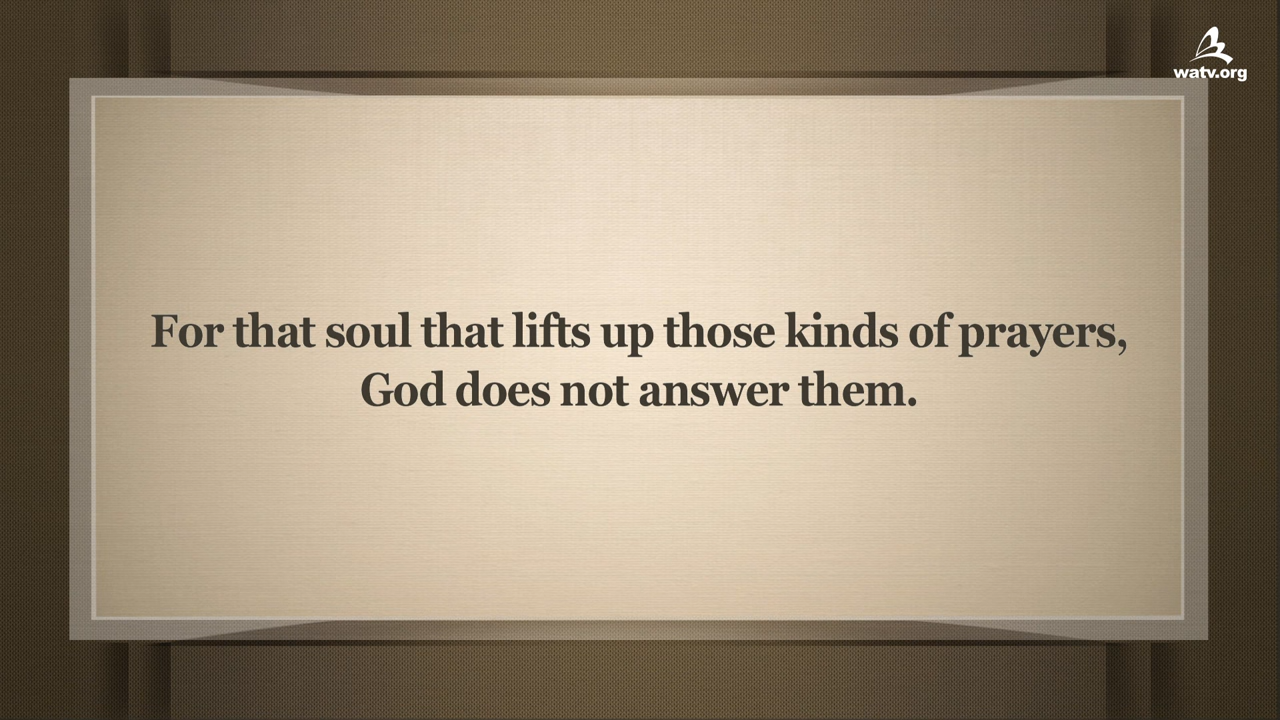 watv.org
For that soul that lifts up those kinds of prayers,
God does not answer them.